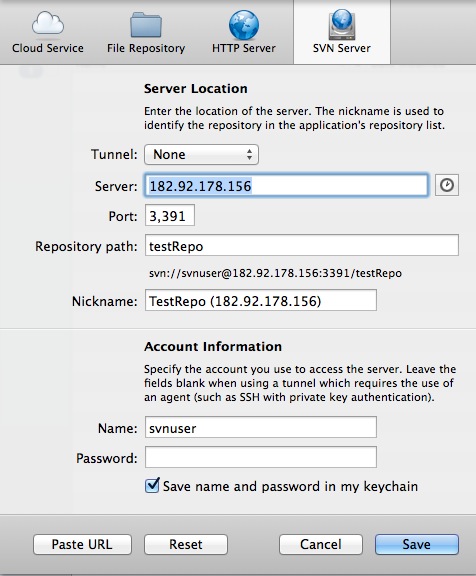 Cloud Service File Repository HTTP Server SVN Server
Server Location
Enter the location of the server. The nickname is used to
identify the repository in the application's repository list.
Tunnel: None
Server: 182.92.178.156
Port: 3,391
Repository path: testRepo
svn://svnuser@182.92.178.156:3391/testRepo
Nickname: TestRepo (182.92.178.156)
Account Information
Specify the account you use to access the server. Leave the
fields blank when using a tunnel which requires the use of
an agent (such as SSH with private key authentication).
Name: svnuser
Password:
Save name and password in my keychain
Paste URL Reset Cancel Save